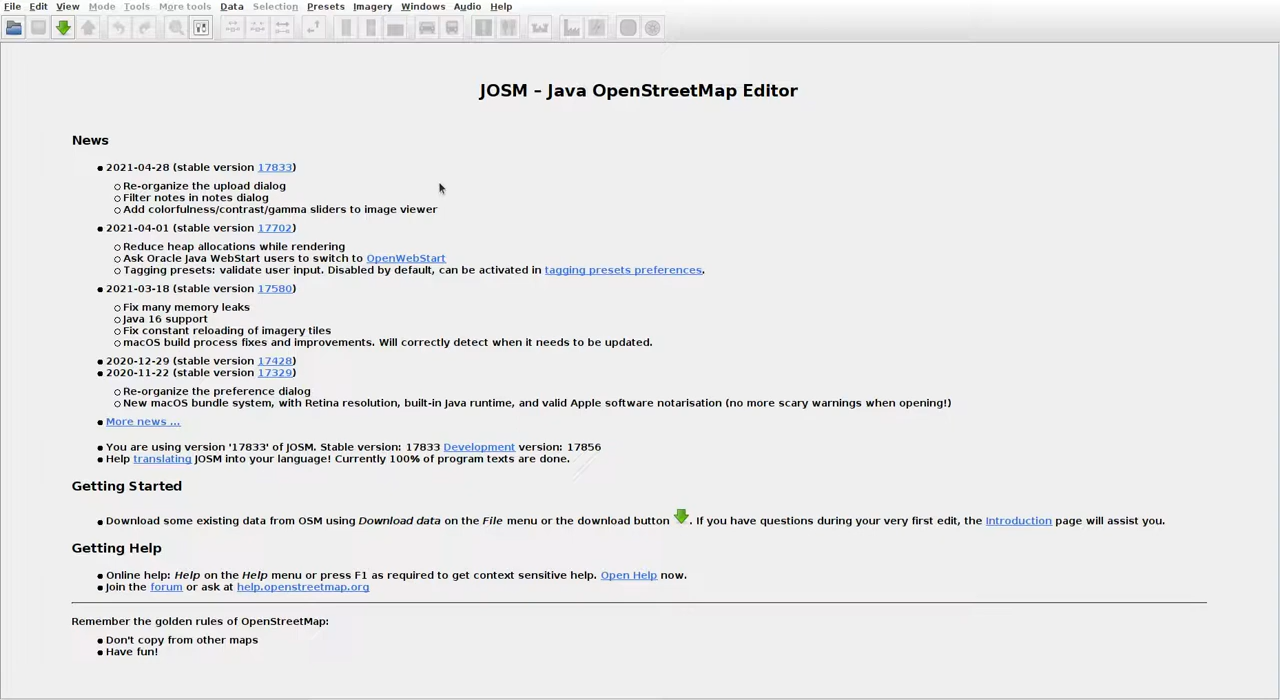 File Edit View Mode Tools More tools Data Selection Presets Imagery Windows Audio Help
JOSM – Java OpenStreetMap Editor
News
2021-04-28 (stable version 17833)
Re-organize the upload dialog
Filter notes in notes dialog
Add colorfulness/contrast/gamma sliders to image viewer
2021-04-01 (stable version 17702)
Reduce heap allocations while rendering
Ask Oracle Java WebStart users to switch to OpenWebStart
Tagging presets: validate user input. Disabled by default, can be activated in tagging presets preferences.
2021-03-18 (stable version 17580)
Fix many memory leaks
Java 16 support
Fix constant reloading of imagery tiles
macOS build process fixes and improvements. Will correctly detect when it needs to be updated.
2020-12-29 (stable version 17428)
2020-11-22 (stable version 17329)
Re-organize the preference dialog
New macOS bundle system, with Retina resolution, built-in Java runtime, and valid Apple software notarisation (no more scary warnings when opening!)
More news ...
You are using version '17833' of JOSM. Stable version: 17833 Development version: 17856
Help translating JOSM into your language! Currently 100% of program texts are done.
Getting Started
Download some existing data from OSM using Download data on the File menu or the download button . If you have questions during your very first edit, the Introduction page will assist you.
Getting Help
Online help: Help on the Help menu or press F1 as required to get context sensitive help. Open Help now.
Join the forum or ask at help.openstreetmap.org
Remember the golden rules of OpenStreetMap:
Don't copy from other maps
Have fun!